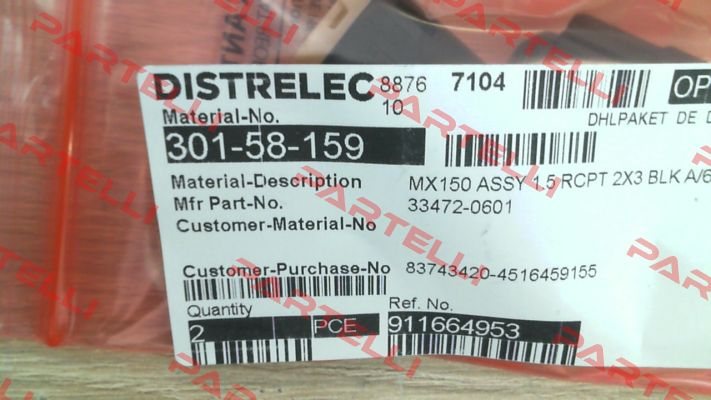 DISTRELEC 8876 7104 OP
10
DHLPAKET DE D
Material-No.
301-58-159
Material-Description MX150 ASSY 1.5 RCPT 2X3 BLK A/6
Mfr Part-No. 33472-0601
Customer-Material-No
Customer-Purchase-No 83743420-4516459155
Quantity Ref. No.
2 PCE 911664953
PARTELLI